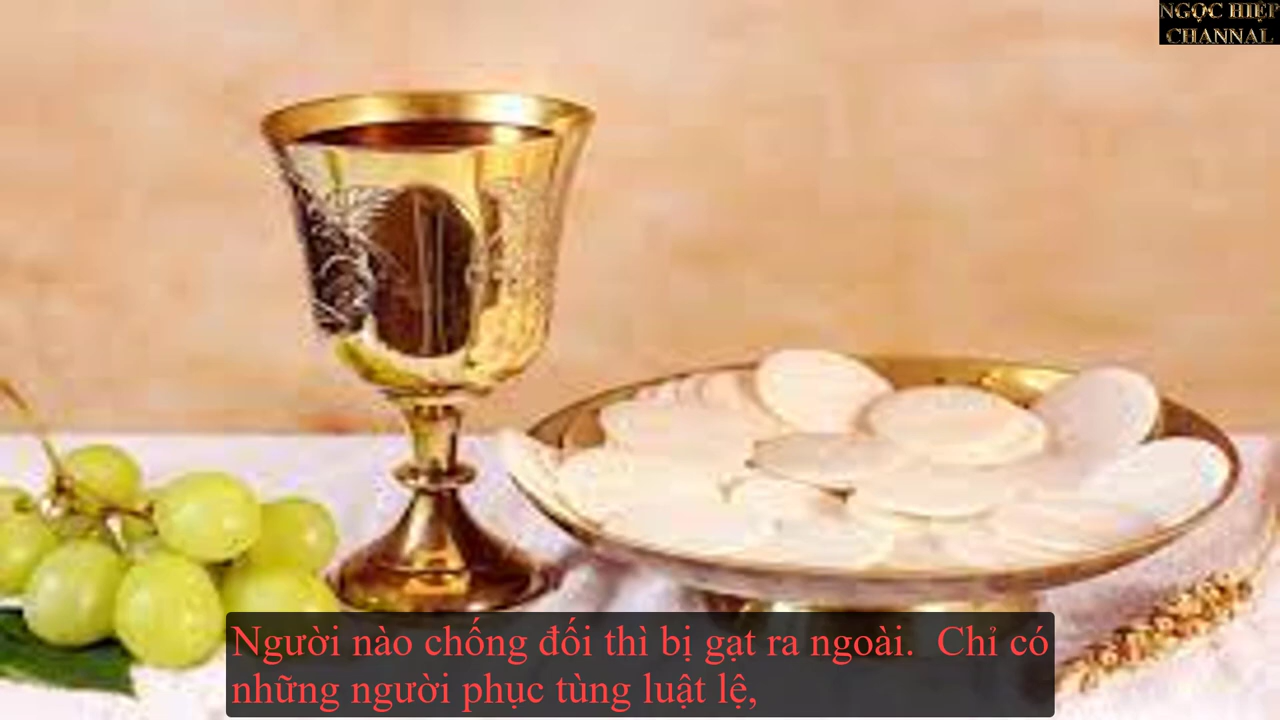 NGỌC HIỆP
CHANNAL
Người nào chống đối thì bị gạt ra ngoài.  Chỉ có
những người phục tùng luật lệ,